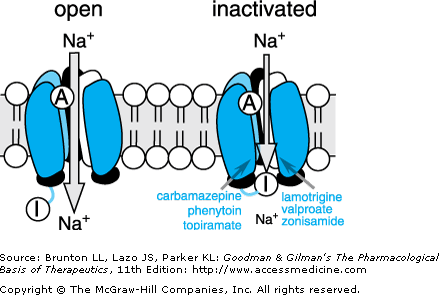 open inactivated
Na⁺ Na⁺
A A
I I
carbamazepine
phenytoin
topiramate
lamotrigine
valproate
zonisamide
Na⁺ Na⁺
Source: Brunton LL, Lazo JS, Parker KL: Goodman & Gilman's The Pharmacological
Basis of Therapeutics, 11th Edition: http://www.accessmedicine.com
Copyright © The McGraw-Hill Companies, Inc. All rights reserved.